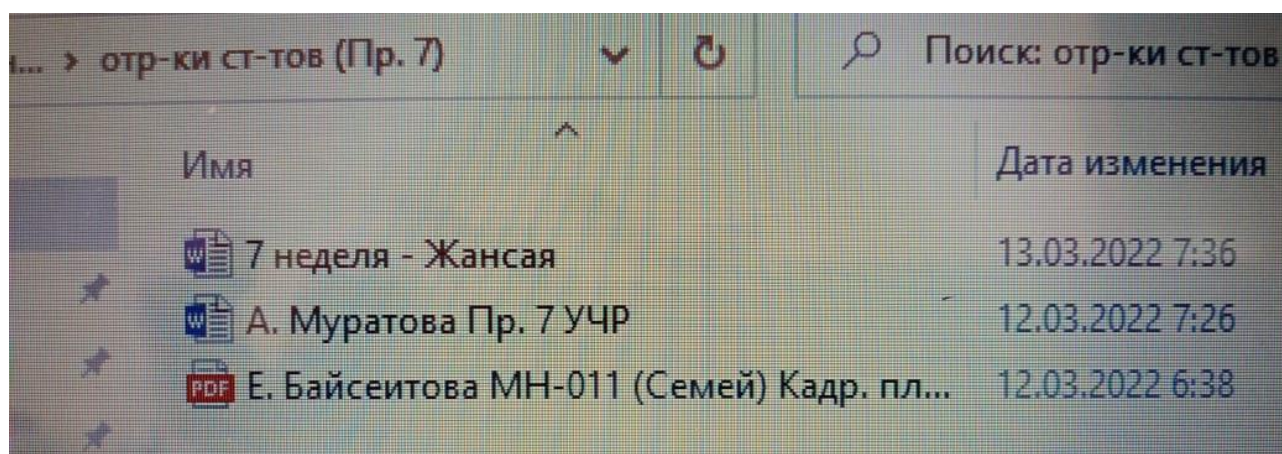 ... › отр-ки ст-тов (Пр. 7) Поиск: отр-ки ст-тов
Имя Дата изменения
7 неделя - Жансая 13.03.2022 7:36
А. Муратова Пр. 7 УЧР 12.03.2022 7:26
PDF Е. Байсеитова МН-011 (Семей) Кадр. пл... 12.03.2022 6:38